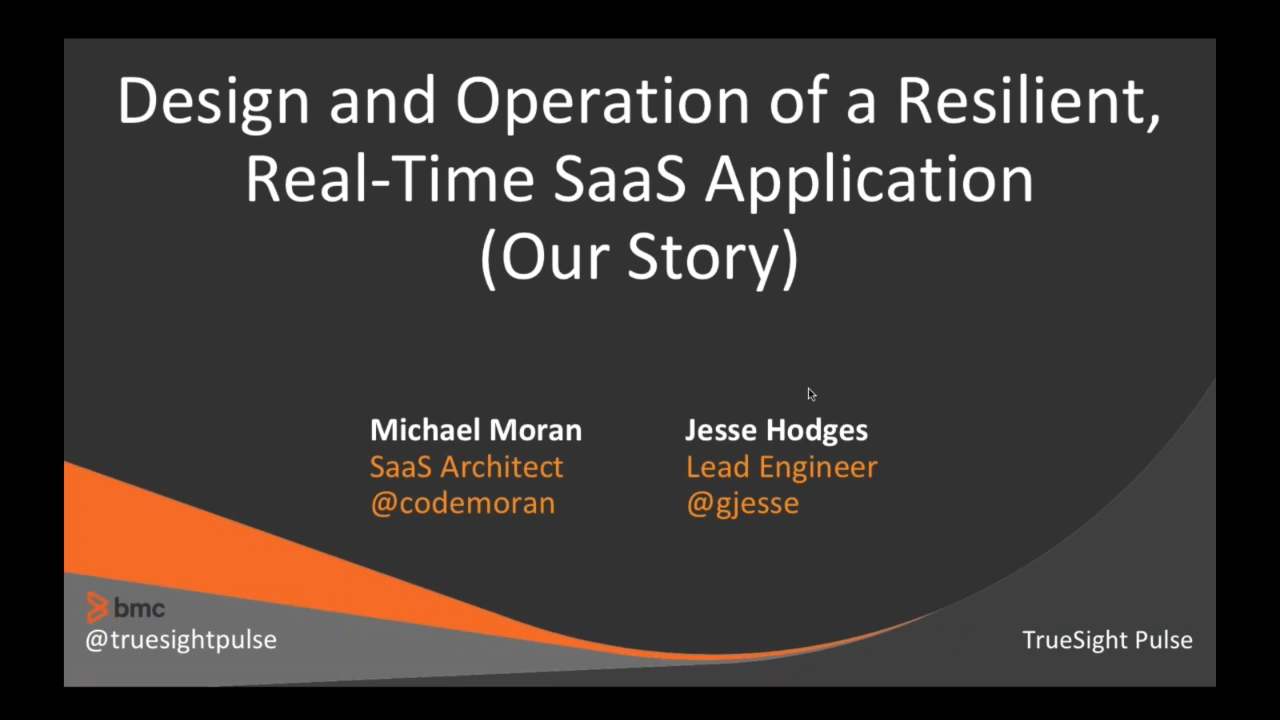 Design and Operation of a Resilient,
Real-Time SaaS Application
(Our Story)
Michael Moran
SaaS Architect
@codemoran
Jesse Hodges
Lead Engineer
@gjesse
bmc
@truesightpulse
TrueSight Pulse